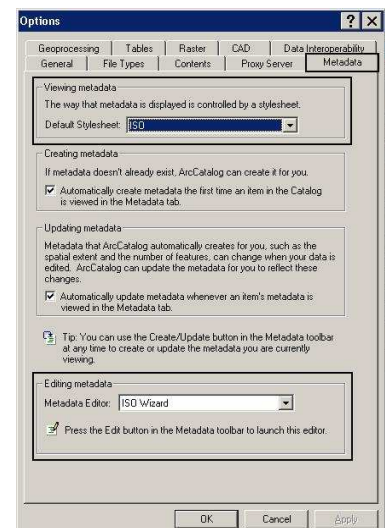 Options
Geoprocessing Tables Raster CAD Data Interoperability
General File Types Contents Proxy Server Metadata
Viewing metadata
The way that metadata is displayed is controlled by a stylesheet.
Default Stylesheet: ISO
Creating metadata
If metadata doesn't already exist, ArcCatalog can create it for you.
Automatically create metadata the first time an item in the Catalog
is viewed in the Metadata tab.
Updating metadata
Metadata that ArcCatalog automatically creates for you, such as the
spatial extent and the number of features, can change when your data is
edited. ArcCatalog can update the metadata for you to reflect these
changes.
Automatically update metadata whenever an item's metadata is
viewed in the Metadata tab.
Tip: You can use the Create/Update button in the Metadata toolbar
at any time to create or update the metadata you are currently
viewing.
Editing metadata
Metadata Editor: ISO Wizard
Press the Edit button in the Metadata toolbar to launch this editor.
OK Cancel Apply